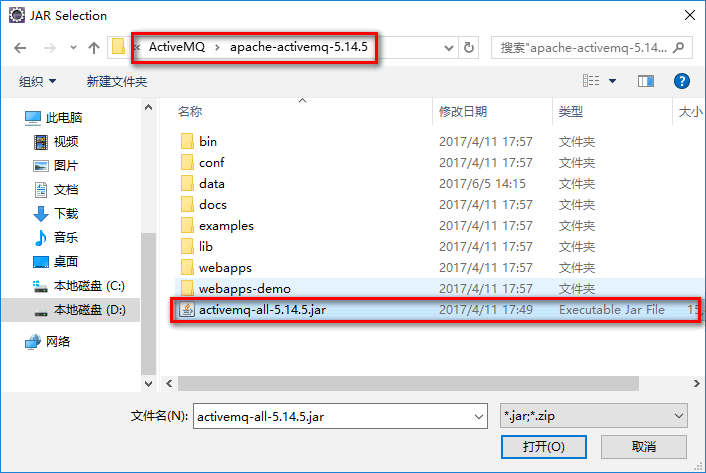 JAR Selection
« ActiveMQ > apache-activemq-5.14.5
搜索"apache-activemq-5.14...
组织 新建文件夹
名称 修改日期 类型 大小
此电脑
视频
图片
文档
下载
音乐
桌面
本地磁盘 (C:)
本地磁盘 (D:)
网络
bin 2017/4/11 17:57 文件夹
conf 2017/4/11 17:57 文件夹
data 2017/6/5 14:15 文件夹
docs 2017/4/11 17:57 文件夹
examples 2017/4/11 17:57 文件夹
lib 2017/4/11 17:57 文件夹
webapps 2017/4/11 17:57 文件夹
webapps-demo 2017/4/11 17:57 文件夹
activemq-all-5.14.5.jar 2017/4/11 17:49 Executable Jar File 15,
文件名(N): activemq-all-5.14.5.jar *.jar;*.zip
打开(O) 取消